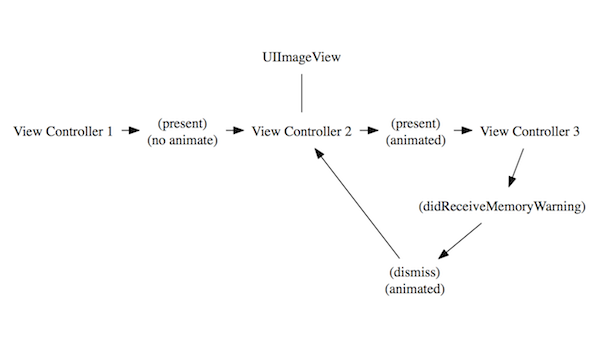 UIImageView
View Controller 1
(present)
(no animate)
View Controller 2
(present)
(animated)
View Controller 3
(didReceiveMemoryWarning)
(dismiss)
(animated)